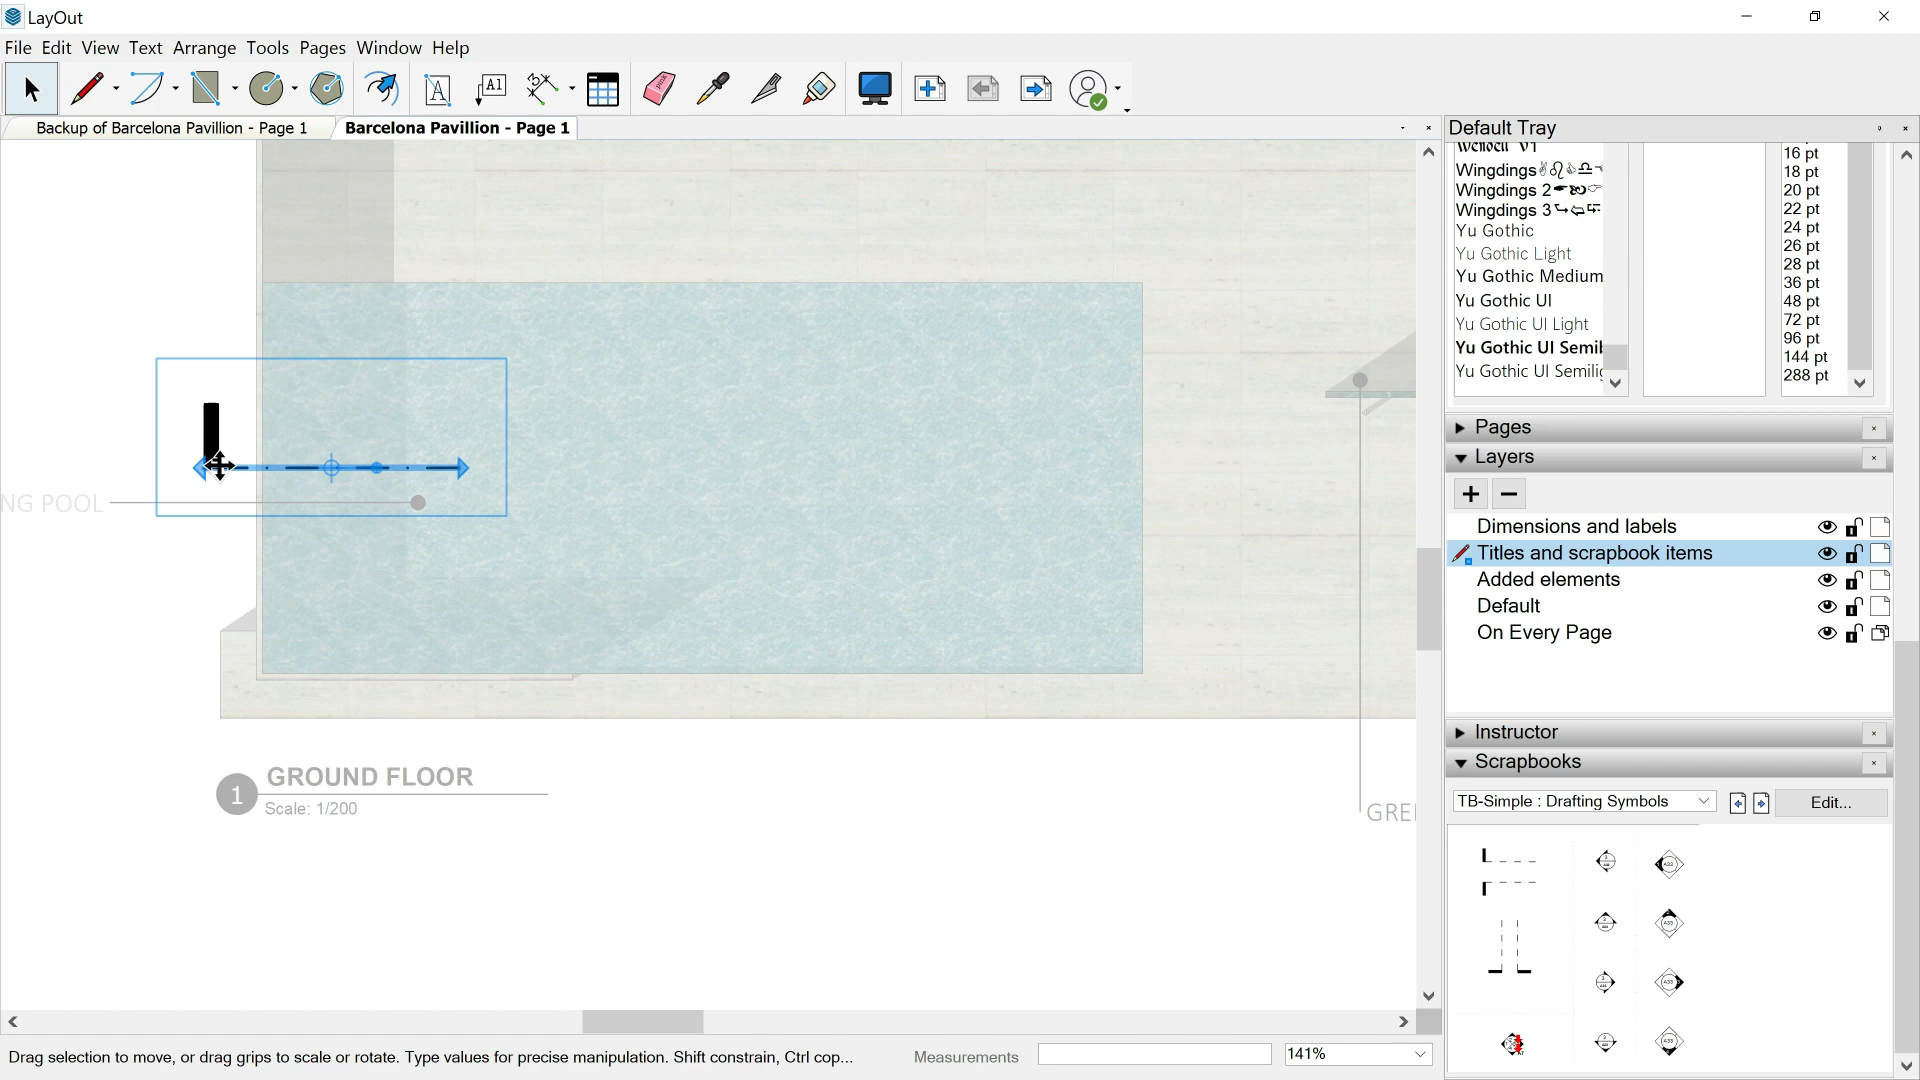 LayOut
File Edit View Text Arrange Tools Pages Window Help
A A1
Backup of Barcelona Pavillion - Page 1 Barcelona Pavillion - Page 1
Default Tray
Wingdings
Wingdings 2
Wingdings 3
Yu Gothic
Yu Gothic Light
Yu Gothic Medium
Yu Gothic UI
Yu Gothic UI Light
Yu Gothic UI Semil
Yu Gothic UI Semilig
16 pt
18 pt
20 pt
22 pt
24 pt
26 pt
28 pt
36 pt
48 pt
72 pt
96 pt
144 pt
288 pt
Pages
Layers
Dimensions and labels
Titles and scrapbook items
Added elements
Default
On Every Page
Instructor
Scrapbooks
TB-Simple : Drafting Symbols Edit...
NG POOL
1 GROUND FLOOR
Scale: 1/200
GREE
Drag selection to move, or drag grips to scale or rotate. Type values for precise manipulation. Shift constrain, Ctrl cop... Measurements 141%